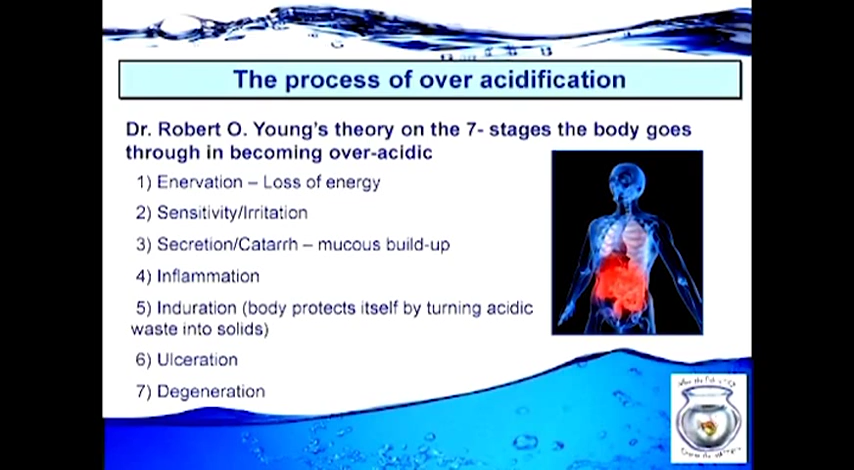 The process of over acidification
Dr. Robert O. Young's theory on the 7- stages the body goes
through in becoming over-acidic
1) Enervation – Loss of energy
2) Sensitivity/Irritation
3) Secretion/Catarrh – mucous build-up
4) Inflammation
5) Induration (body protects itself by turning acidic
waste into solids)
6) Ulceration
7) Degeneration